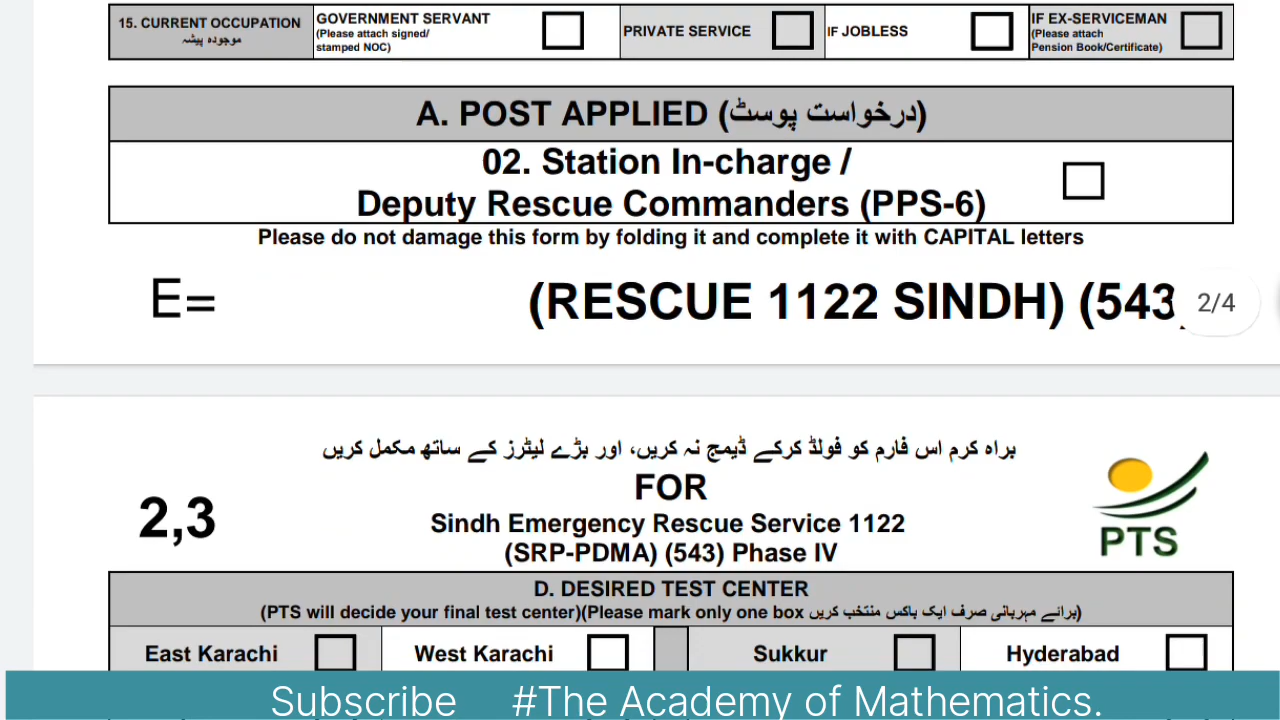 15. CURRENT OCCUPATION
موجودہ پیشہ
GOVERNMENT SERVANT
(Please attach signed/
stamped NOC)
PRIVATE SERVICE
IF JOBLESS
IF EX-SERVICEMAN
(Please attach
Pension Book/Certificate)
A. POST APPLIED (درخواست پوسٹ)
02. Station In-charge /
Deputy Rescue Commanders (PPS-6)
Please do not damage this form by folding it and complete it with CAPITAL letters
E=
(RESCUE 1122 SINDH) (543
2/4
براہ کرم اس فارم کو فولڈ کرکے ڈیمج نہ کریں، اور بڑے لیٹرز کے ساتھ مکمل کریں
FOR
2,3
Sindh Emergency Rescue Service 1122
(SRP-PDMA) (543) Phase IV
PTS
D. DESIRED TEST CENTER
(PTS will decide your final test center)(Please mark only one box برائے مہربانی صرف ایک باکس منتخب کریں)
East Karachi
West Karachi
Sukkur
Hyderabad
Subscribe #The Academy of Mathematics.